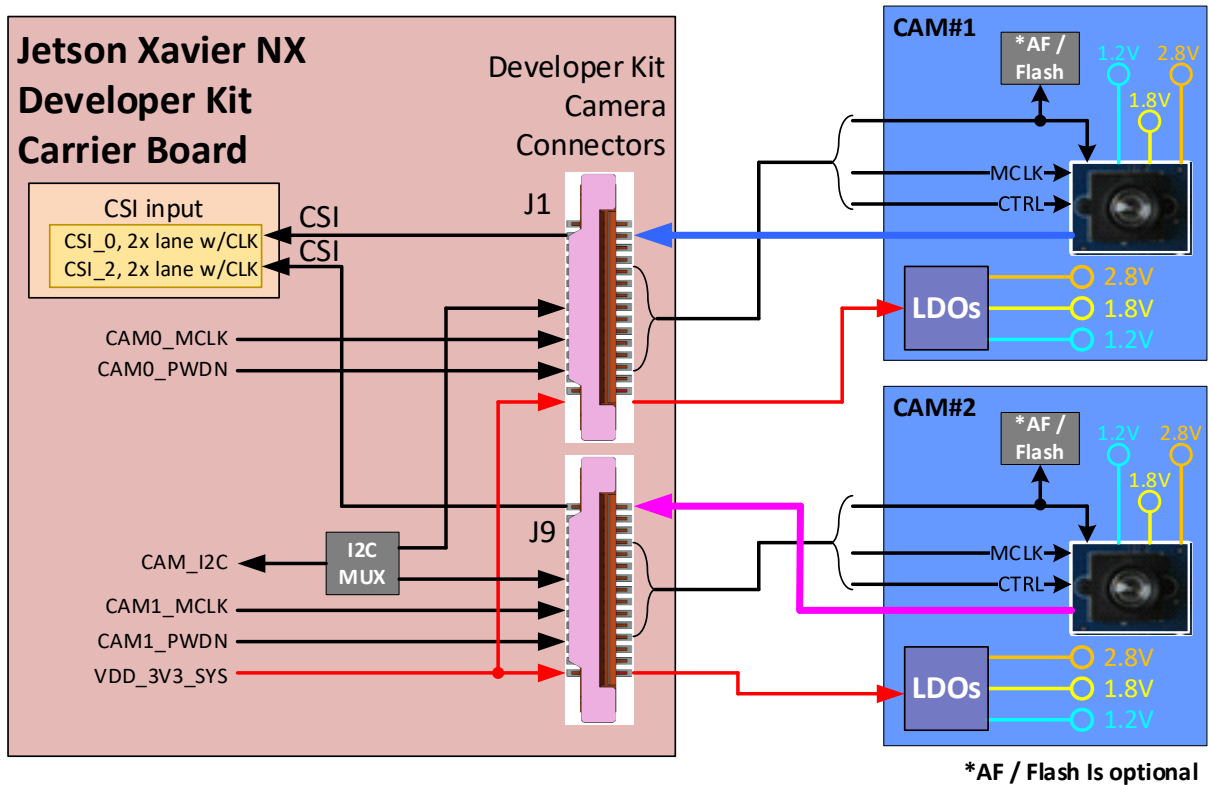 Jetson Xavier NX
Developer Kit
Carrier Board
Developer Kit
Camera
Connectors
CSI input
CSI_0, 2x lane w/CLK
CSI_2, 2x lane w/CLK
CSI
CSI
J1
CAM0_MCLK
CAM0_PWDN
J9
I2C
MUX
CAM_I2C
CAM1_MCLK
CAM1_PWDN
VDD_3V3_SYS
CAM#1
*AF /
Flash
1.2V
2.8V
1.8V
MCLK
CTRL
LDOs
2.8V
1.8V
1.2V
CAM#2
*AF /
Flash
1.2V
2.8V
1.8V
MCLK
CTRL
LDOs
2.8V
1.8V
1.2V
*AF / Flash Is optional